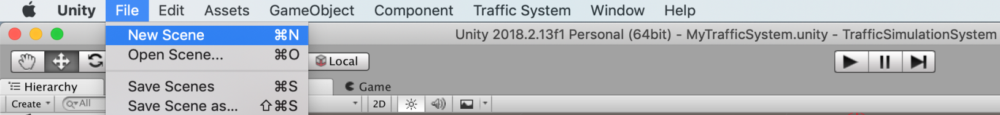 Unity File Edit Assets GameObject Component Traffic System Window Help
New Scene ⌘N Unity 2018.2.13f1 Personal (64bit) - MyTrafficSystem.unity - TrafficSimulationSystem
Open Scene... ⌘O Local
Save Scenes ⌘S
Hierarchy Game
Create All 2D
Save Scene as... ⇧⌘S